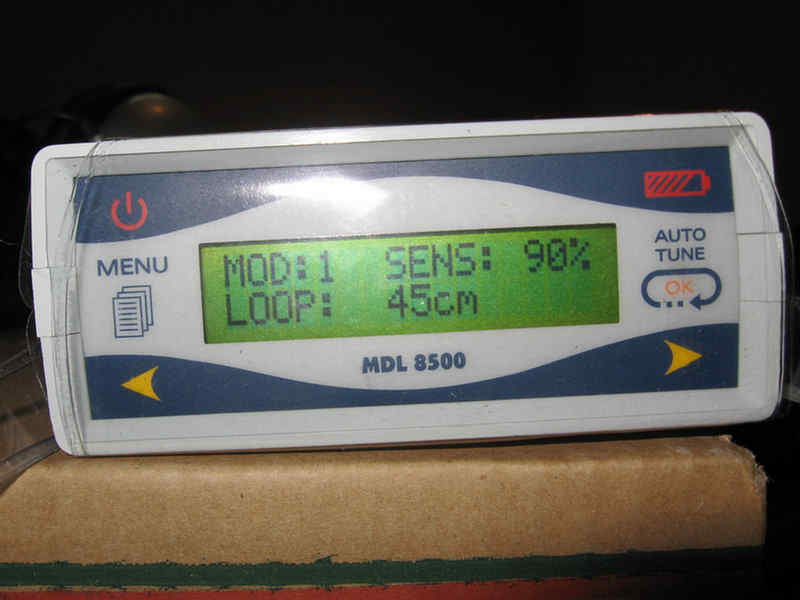 MENU
MOD:1 SENS: 90%
LOOP: 45cm
AUTO
TUNE
OK
MDL 8500